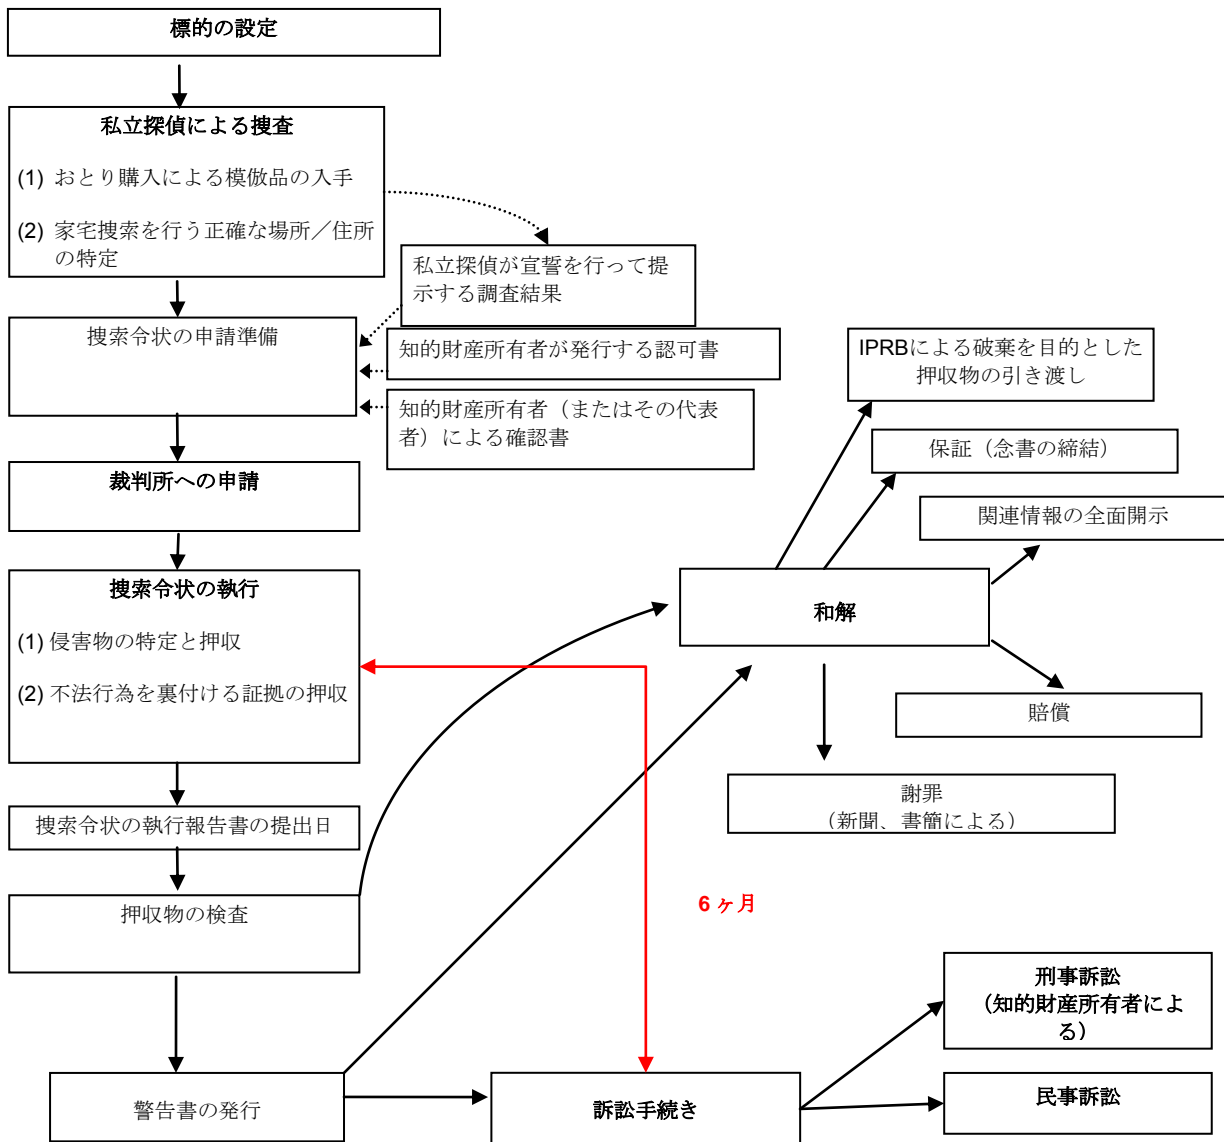 標的の設定
私立探偵による捜査
(1) おとり購入による模倣品の入手
(2) 家宅捜索を行う正確な場所／住所
の特定
私立探偵が宣誓を行って提
示する調査結果
捜索令状の申請準備
知的財産所有者が発行する認可書
知的財産所有者（またはその代表
者）による確認書
裁判所への申請
捜索令状の執行
(1) 侵害物の特定と押収
(2) 不法行為を裏付ける証拠の押収
捜索令状の執行報告書の提出日
押収物の検査
警告書の発行
IPRBによる破棄を目的とした
押収物の引き渡し
保証（念書の締結）
関連情報の全面開示
和解
賠償
謝罪
（新聞、書簡による）
6 ヶ月
訴訟手続き
刑事訴訟
（知的財産所有者によ
る）
民事訴訟